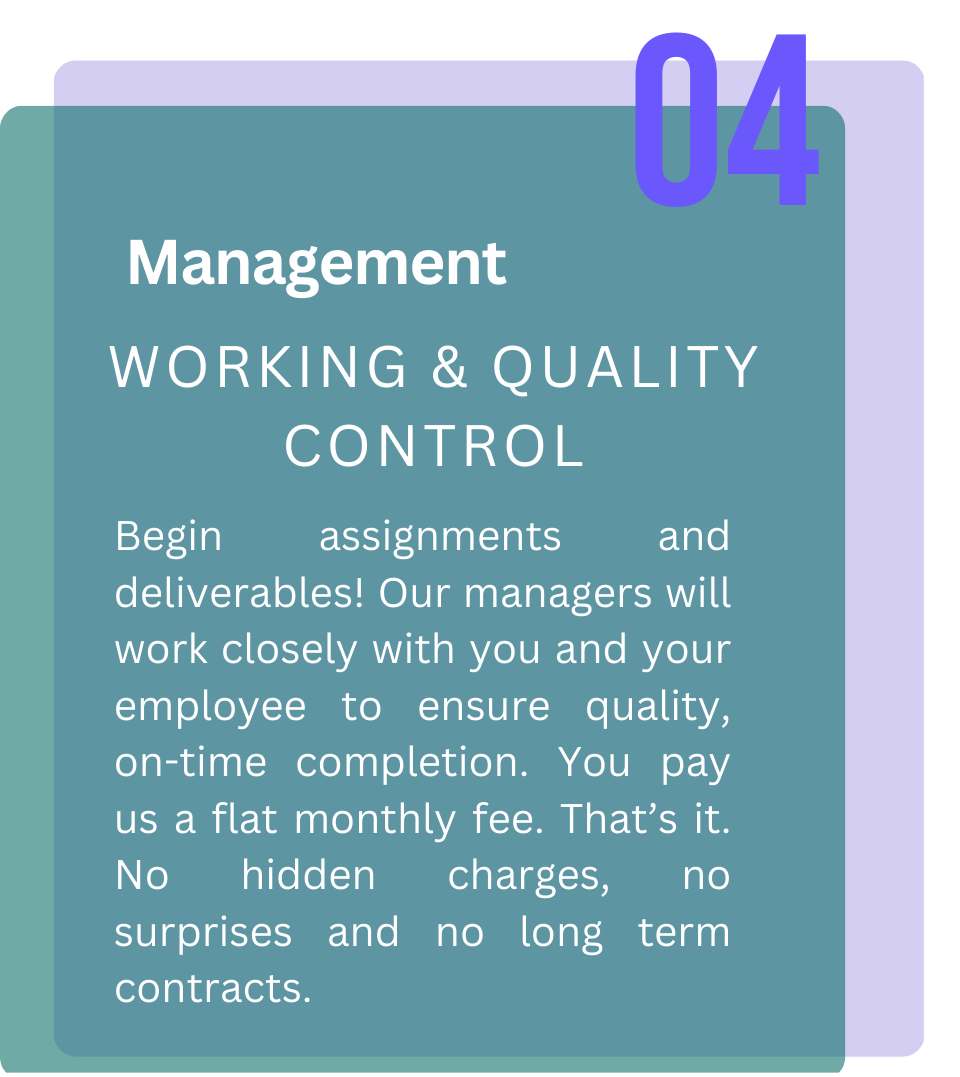 04
Management
WORKING & QUALITY
CONTROL
Begin assignments and
deliverables! Our managers will
work closely with you and your
employee to ensure quality,
on-time completion. You pay
us a flat monthly fee. That’s it.
No hidden charges, no
surprises and no long term
contracts.